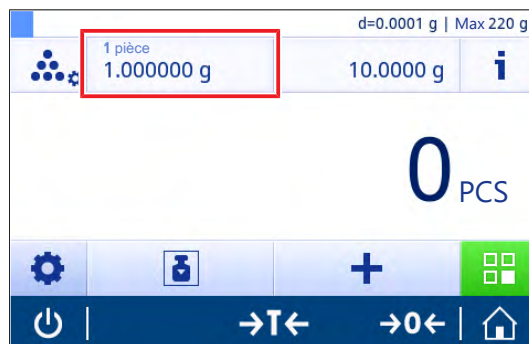 d=0.0001 g | Max 220 g
1 pièce
1.000000 g
10.0000 g
i
0 PCS
→T←
→0←